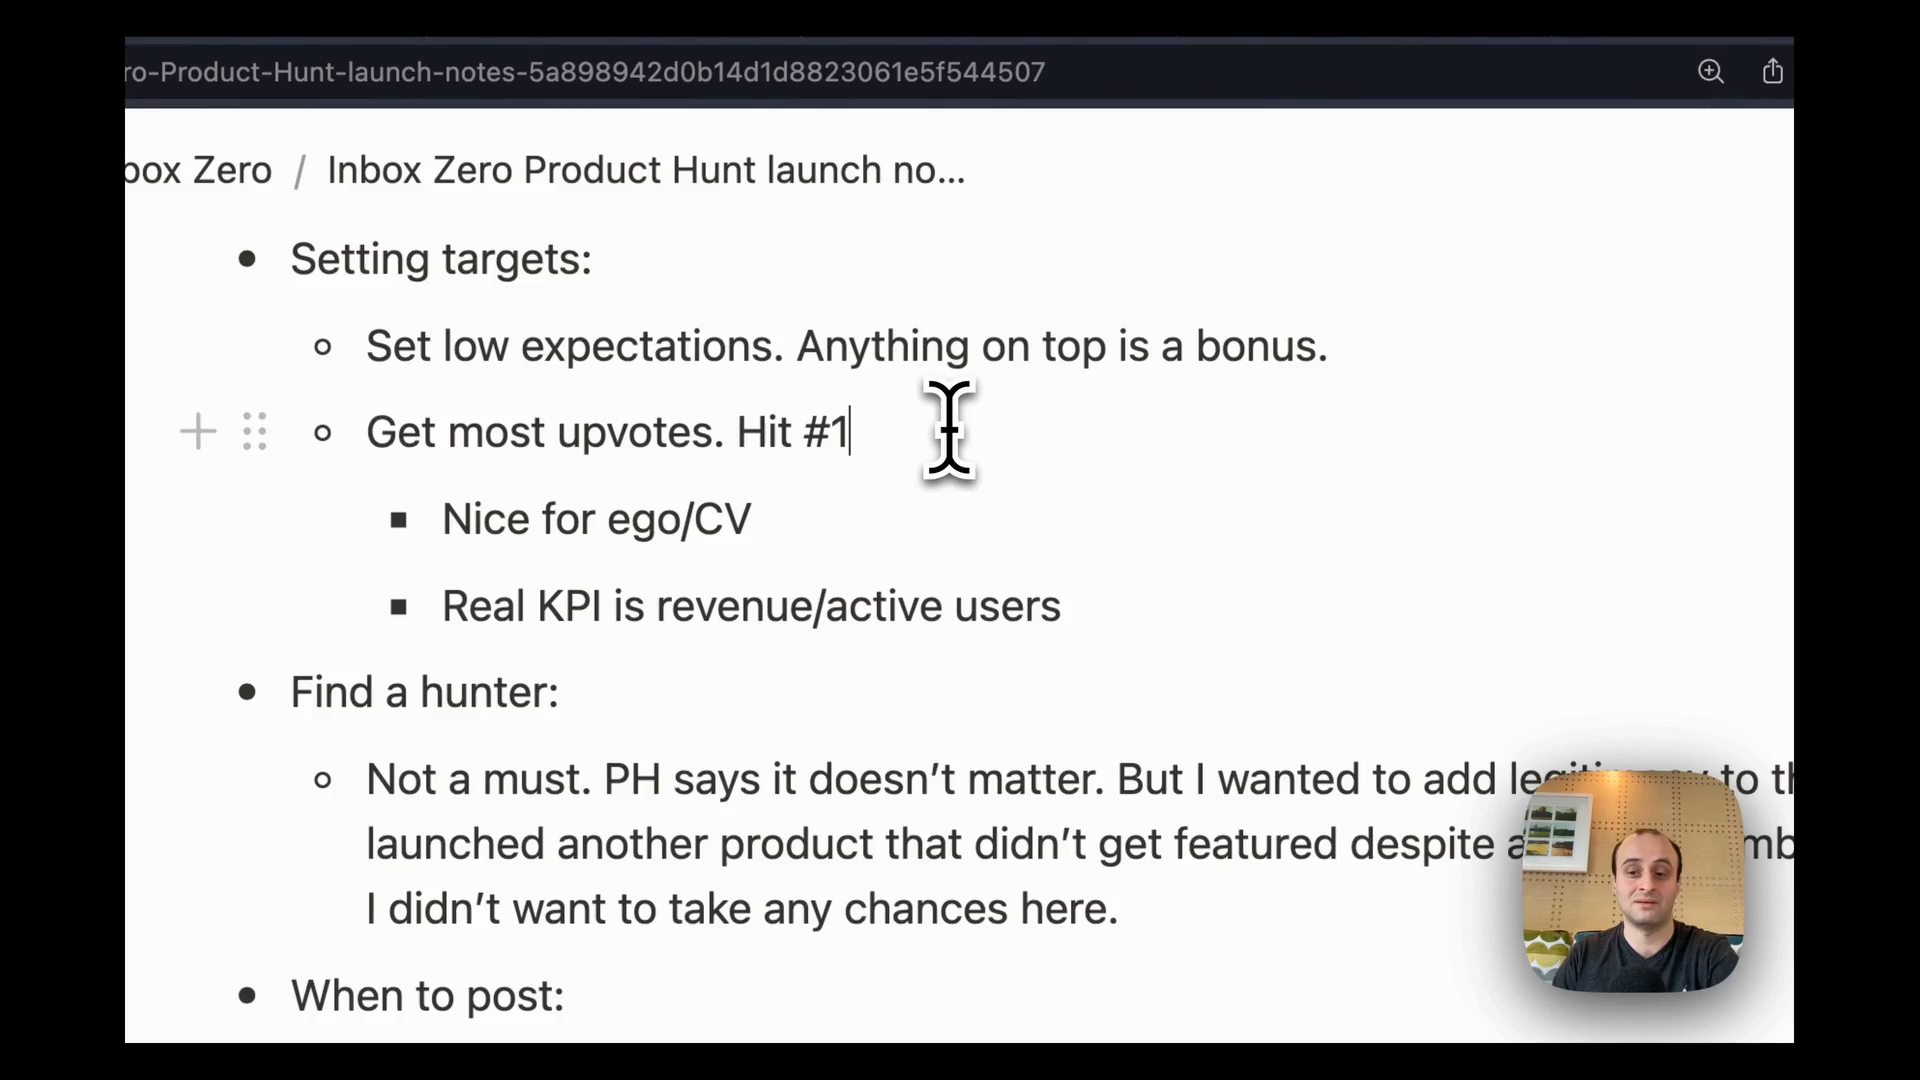 ro-Product-Hunt-launch-notes-5a898942d0b14d1d8823061e5f544507
box Zero / Inbox Zero Product Hunt launch no...
Setting targets:
Set low expectations. Anything on top is a bonus.
Get most upvotes. Hit #1
Nice for ego/CV
Real KPI is revenue/active users
Find a hunter:
Not a must. PH says it doesn’t matter. But I wanted to add to
launched another product that didn’t get featured despite
I didn’t want to take any chances here.
When to post: